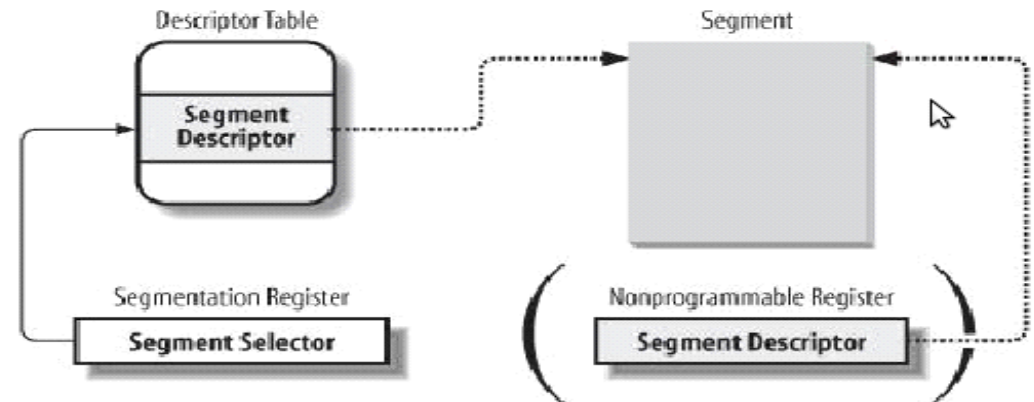 Descriptor Table
Segment
Segment
Descriptor
Segmentation Register
Segment Selector
Nonprogrammable Register
Segment Descriptor